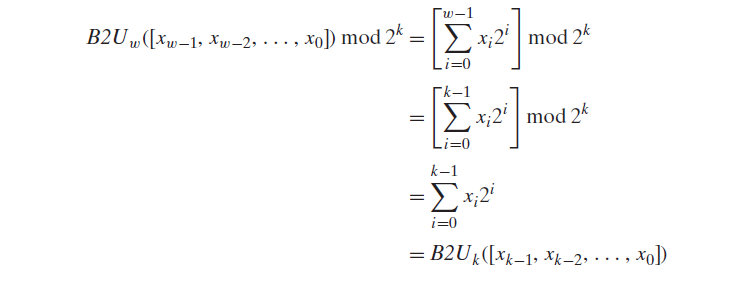 B2U_w([x_{w−1}, x_{w−2}, . . . , x_0]) mod 2^k = [∑_{i=0}^{w−1} x_i 2^i] mod 2^k
= [∑_{i=0}^{k−1} x_i 2^i] mod 2^k
= ∑_{i=0}^{k−1} x_i 2^i
= B2U_k([x_{k−1}, x_{k−2}, . . . , x_0])